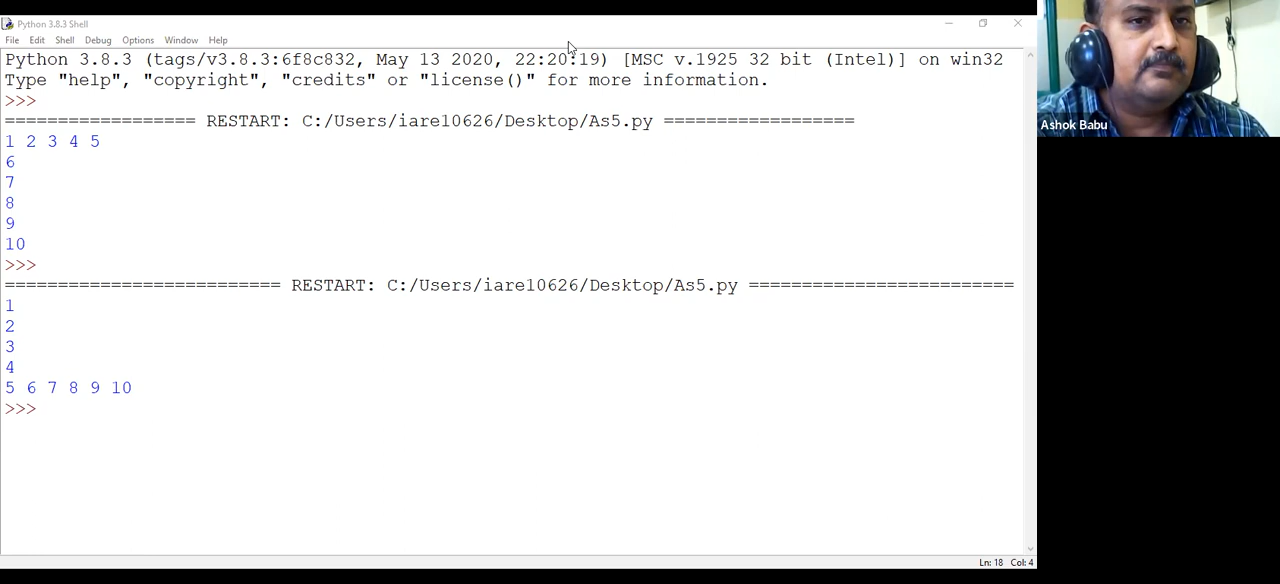 Python 3.8.3 Shell
File Edit Shell Debug Options Window Help
Python 3.8.3 (tags/v3.8.3:6f8c832, May 13 2020, 22:20:19) [MSC v.1925 32 bit (Intel)] on win32
Type "help", "copyright", "credits" or "license()" for more information.
>>>
================== RESTART: C:/Users/iare10626/Desktop/As5.py ==================
1 2 3 4 5
6
7
8
9
10
>>>
========================== RESTART: C:/Users/iare10626/Desktop/As5.py =========================
1
2
3
4
5 6 7 8 9 10
>>>
Ln: 18 Col: 4
Ashok Babu